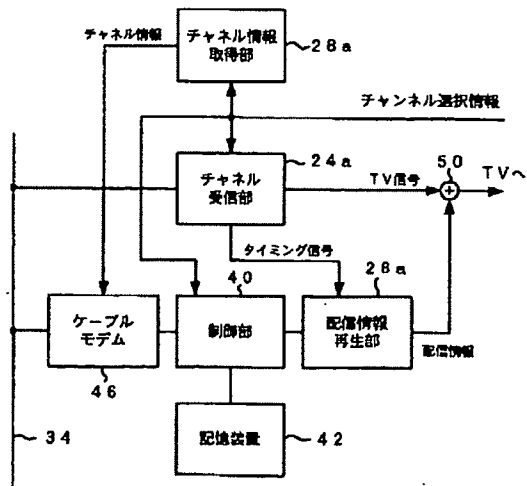 チャネル情報
チャネル情報
取得部
28a
チャンネル選択情報
チャネル
受信部
24a
TV信号
50
TVへ
タイミング信号
40
28a
ケーブル
モデム
制御部
配信情報
再生部
配信情報
46
記憶装置
42
34